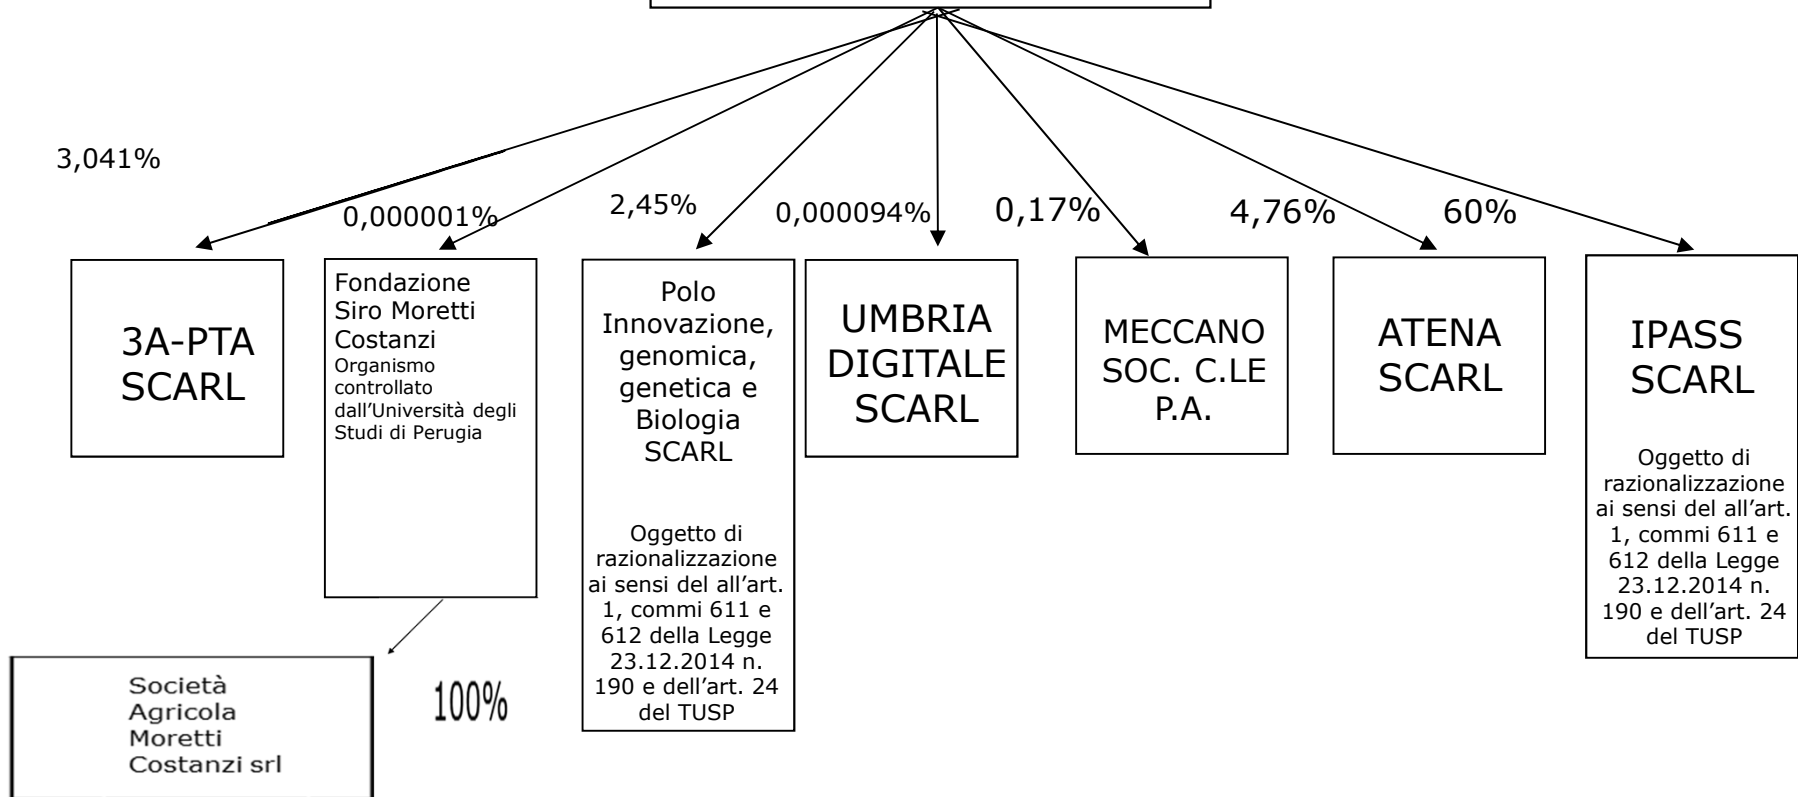 3,041%
0,000001%
2,45%
0,000094%
0,17%
4,76%
60%
3A-PTA
SCARL
Fondazione
Siro Moretti
Costanzi
Organismo
controllato
dall’Università degli
Studi di Perugia
Polo
Innovazione,
genomica,
genetica e
Biologia
SCARL
Oggetto di
razionalizzazione
ai sensi del all’art.
1, commi 611 e
612 della Legge
23.12.2014 n.
190 e dell’art. 24
del TUSP
UMBRIA
DIGITALE
SCARL
MECCANO
SOC. C.LE
P.A.
ATENA
SCARL
IPASS
SCARL
Oggetto di
razionalizzazione
ai sensi del all’art.
1, commi 611 e
612 della Legge
23.12.2014 n.
190 e dell’art. 24
del TUSP
Società
Agricola
Moretti
Costanzi srl
100%